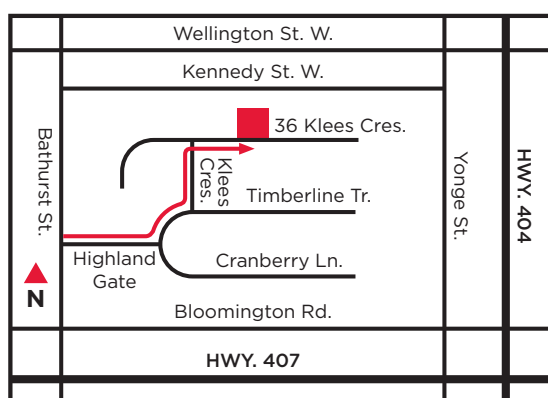 Wellington St. W.
Kennedy St. W.
36 Klees Cres.
Klees
Cres.
Bathurst St.
Yonge St.
HWY. 404
Timberline Tr.
Highland
Gate
Cranberry Ln.
N
Bloomington Rd.
HWY. 407